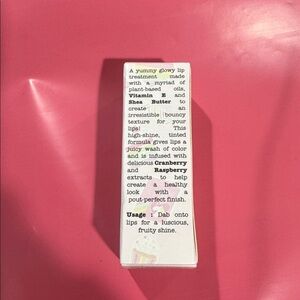 A yummy glowy lip
treatment made
with a myriad of
plant-based oils,
Vitamin E and
Shea Butter to
create an
irresistible bouncy
texture for your
lips! This
high-shine, tinted
formula gives lips a
juicy wash of color
and is infused with
delicious Cranberry
and Raspberry
extracts to help
create a healthy
look with a
pout-perfect finish.
Usage : Dab onto
lips for a luscious,
fruity shine.